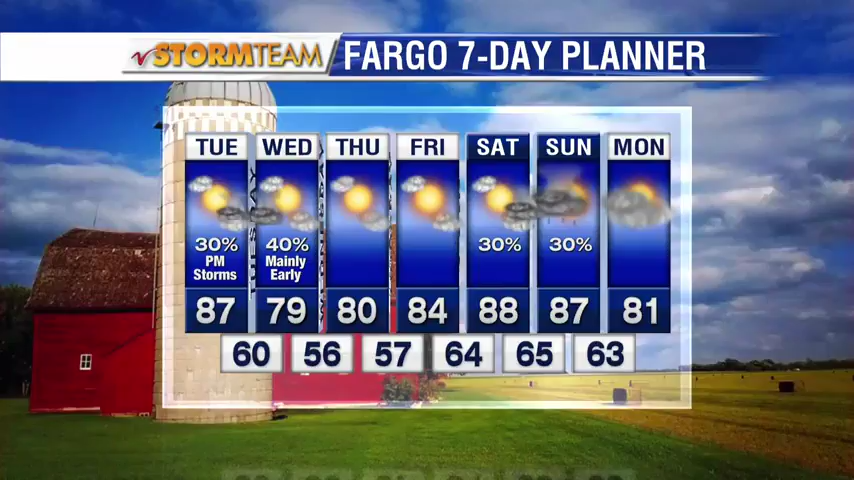 STORMTEAM
FARGO 7-DAY PLANNER
TUE WED THU FRI SAT SUN MON
30% 40% 30% 30%
PM Mainly
Storms Early
87 79 80 84 88 87 81
60 56 57 64 65 63